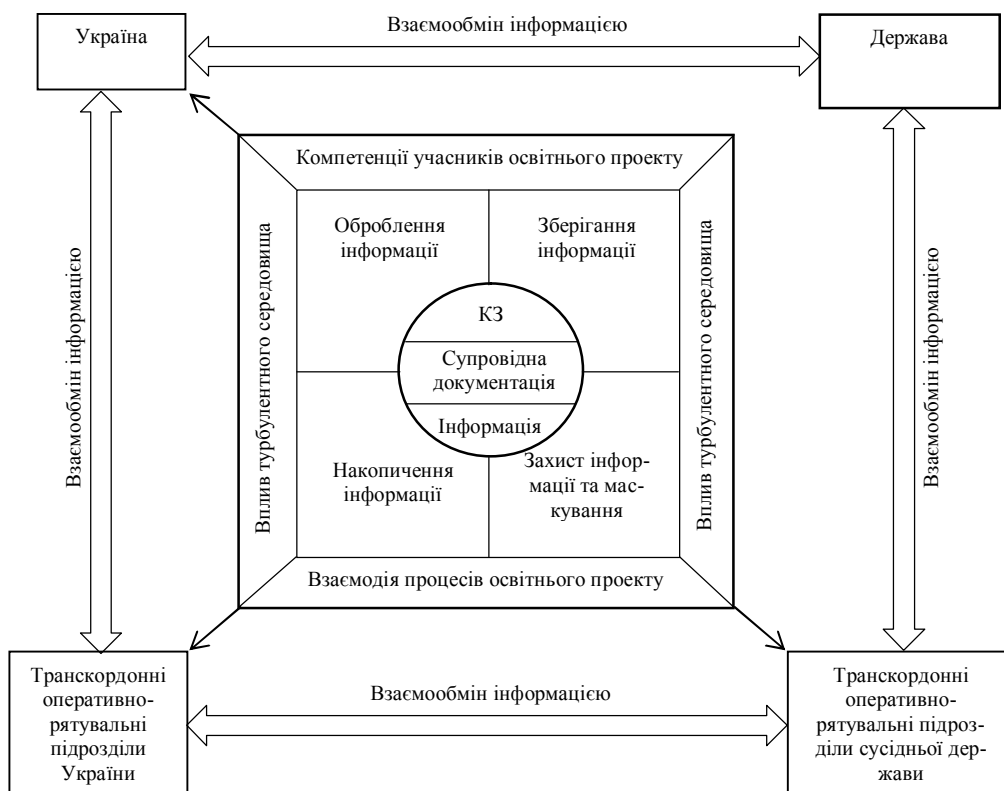 Україна
Взаємообмін інформацією
Держава
Компетенції учасників освітнього проекту
Взаємообмін інформацією
Вплив турбулентного середовища
Оброблення
інформації
Зберігання
інформації
КЗ
Супровідна
документація
Інформація
Накопичення
інформації
Захист інфор-
мації та мас-
кування
Вплив турбулентного середовища
Взаємообмін інформацією
Взаємодія процесів освітнього проекту
Транскордонні
оперативно-
рятувальні
підрозділи
України
Взаємообмін інформацією
Транскордонні
оперативно-
рятувальні підроз-
діли сусідньої дер-
жави